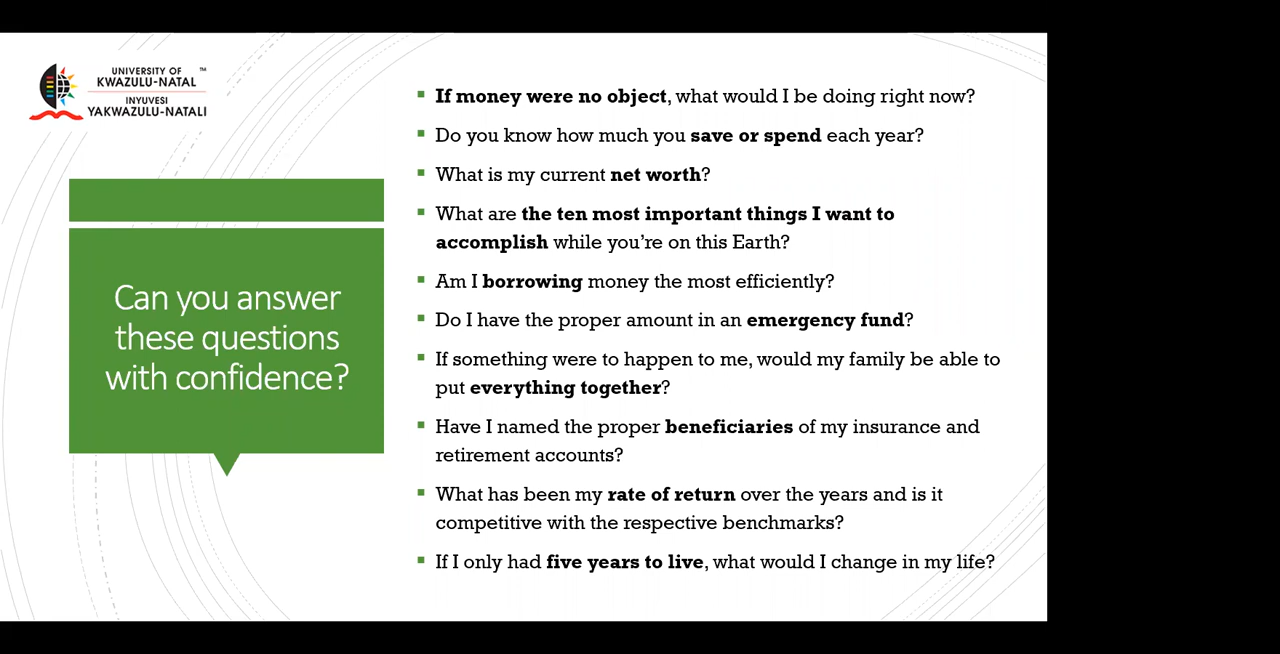 UNIVERSITY OF ™
KWAZULU-NATAL
INYUVESI
YAKWAZULU-NATALI
Can you answer
these questions
with confidence?
If money were no object, what would I be doing right now?
Do you know how much you save or spend each year?
What is my current net worth?
What are the ten most important things I want to
accomplish while you’re on this Earth?
Am I borrowing money the most efficiently?
Do I have the proper amount in an emergency fund?
If something were to happen to me, would my family be able to
put everything together?
Have I named the proper beneficiaries of my insurance and
retirement accounts?
What has been my rate of return over the years and is it
competitive with the respective benchmarks?
If I only had five years to live, what would I change in my life?